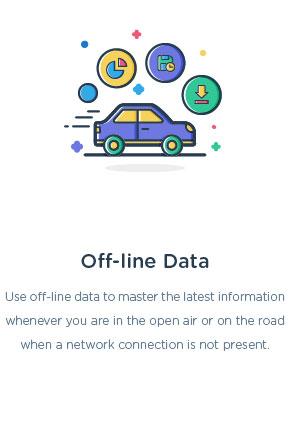 Off-line Data
Use off-line data to master the latest information
whenever you are in the open air or on the road
when a network connection is not present.